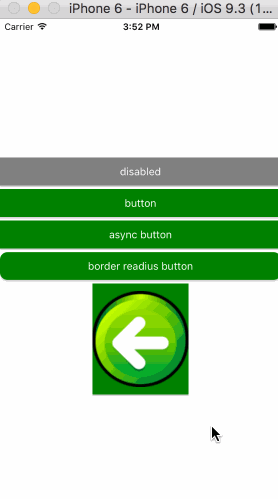 iPhone 6 - iPhone 6 / iOS 9.3 (1...
Carrier 3:52 PM
disabled
button
async button
border readius button